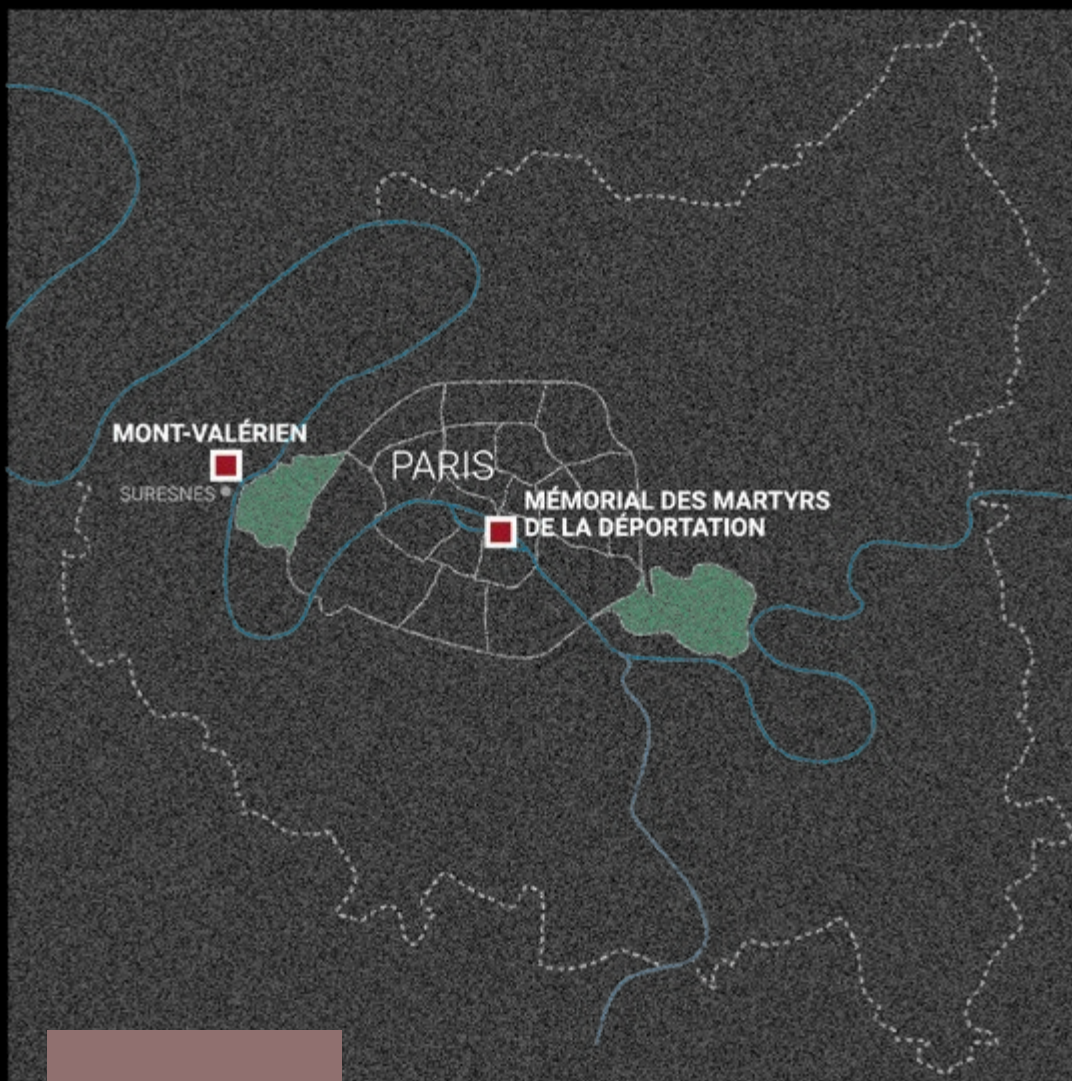 MONT-VALÉRIEN
SURESNES
PARIS
MÉMORIAL DES MARTYRS
DE LA DÉPORTATION